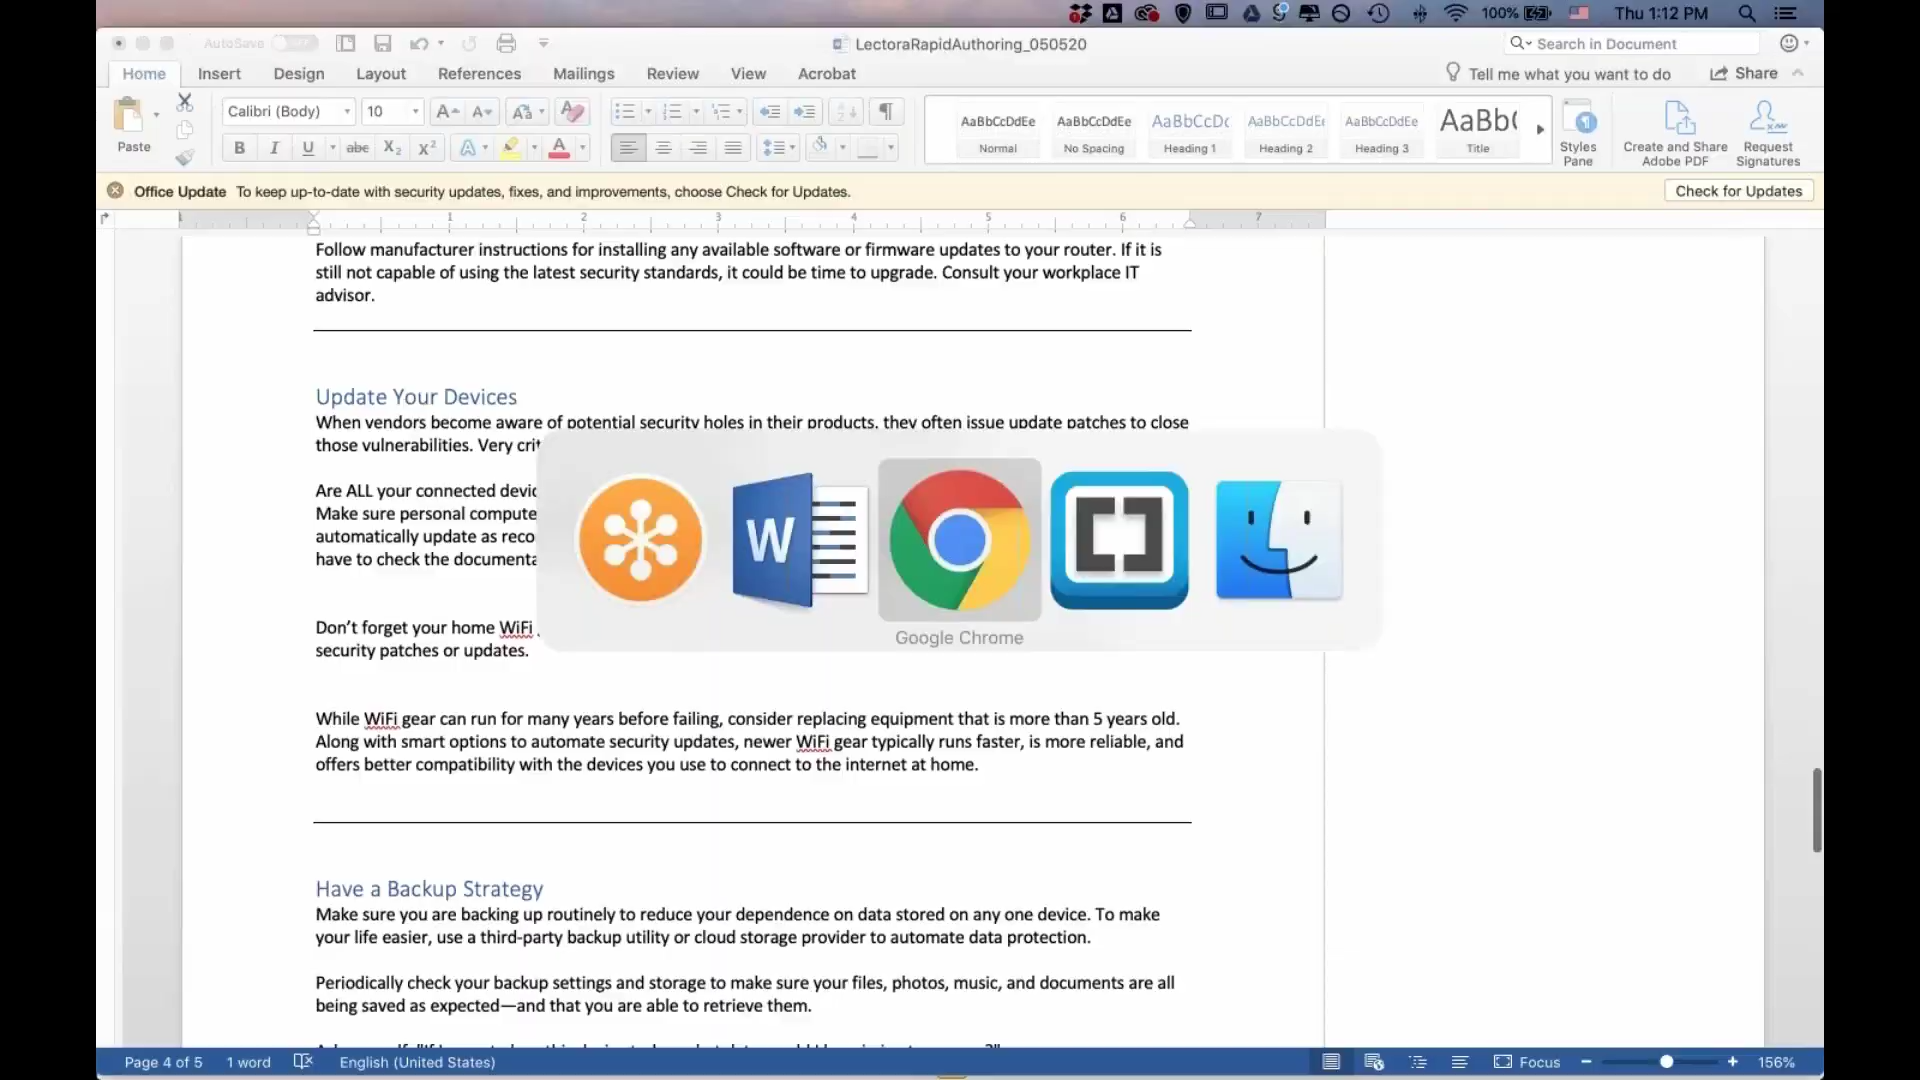 100%
Thu 1:12 PM
AutoSave
LectoraRapidAuthoring_050520
Search in Document
Home Insert Design Layout References Mailings Review View Acrobat
Tell me what you want to do
Share
Paste
Calibri (Body) 10
B I U abc X₂ X²
AaBbCcDdEe
Normal
AaBbCcDdEe
No Spacing
AaBbCcDc
Heading 1
AaBbCcDdEe
Heading 2
AaBbCcDdEe
Heading 3
AaBb(
Title
Styles
Pane
Create and Share
Adobe PDF
Request
Signatures
Office Update To keep up-to-date with security updates, fixes, and improvements, choose Check for Updates.
Check for Updates
1 2 3 4 5 6 7
Follow manufacturer instructions for installing any available software or firmware updates to your router. If it is
still not capable of using the latest security standards, it could be time to upgrade. Consult your workplace IT
advisor.
Update Your Devices
When vendors become aware of potential security holes in their products, they often issue update patches to close
those vulnerabilities. Very crit
Are ALL your connected devic
Make sure personal compute
automatically update as reco
have to check the documenta
Don’t forget your home WiFi
security patches or updates.
Google Chrome
While WiFi gear can run for many years before failing, consider replacing equipment that is more than 5 years old.
Along with smart options to automate security updates, newer WiFi gear typically runs faster, is more reliable, and
offers better compatibility with the devices you use to connect to the internet at home.
Have a Backup Strategy
Make sure you are backing up routinely to reduce your dependence on data stored on any one device. To make
your life easier, use a third-party backup utility or cloud storage provider to automate data protection.
Periodically check your backup settings and storage to make sure your files, photos, music, and documents are all
being saved as expected—and that you are able to retrieve them.
Page 4 of 5 1 word English (United States)
Focus
156%